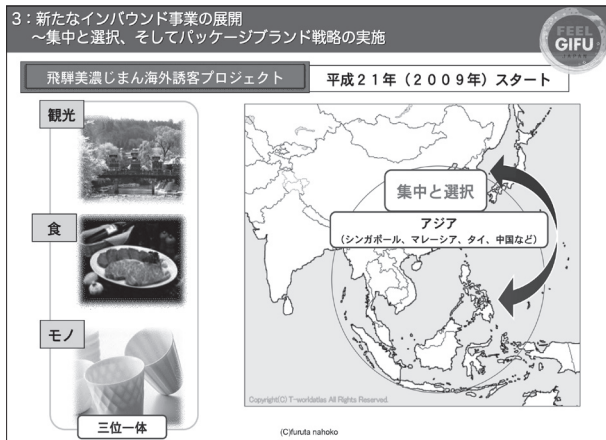 3：新たなインバウンド事業の展開
～集中と選択、そしてパッケージブランド戦略の実施
FEEL
GIFU
JAPAN
飛騨美濃じまん海外誘客プロジェクト
平成２１年（２００９年）スタート
観光
食
モノ
三位一体
集中と選択
アジア
（シンガポール、マレーシア、タイ、中国など）
Copyright(C) T-worldatlas All Rights Reserved.
(C)furuta nahoko